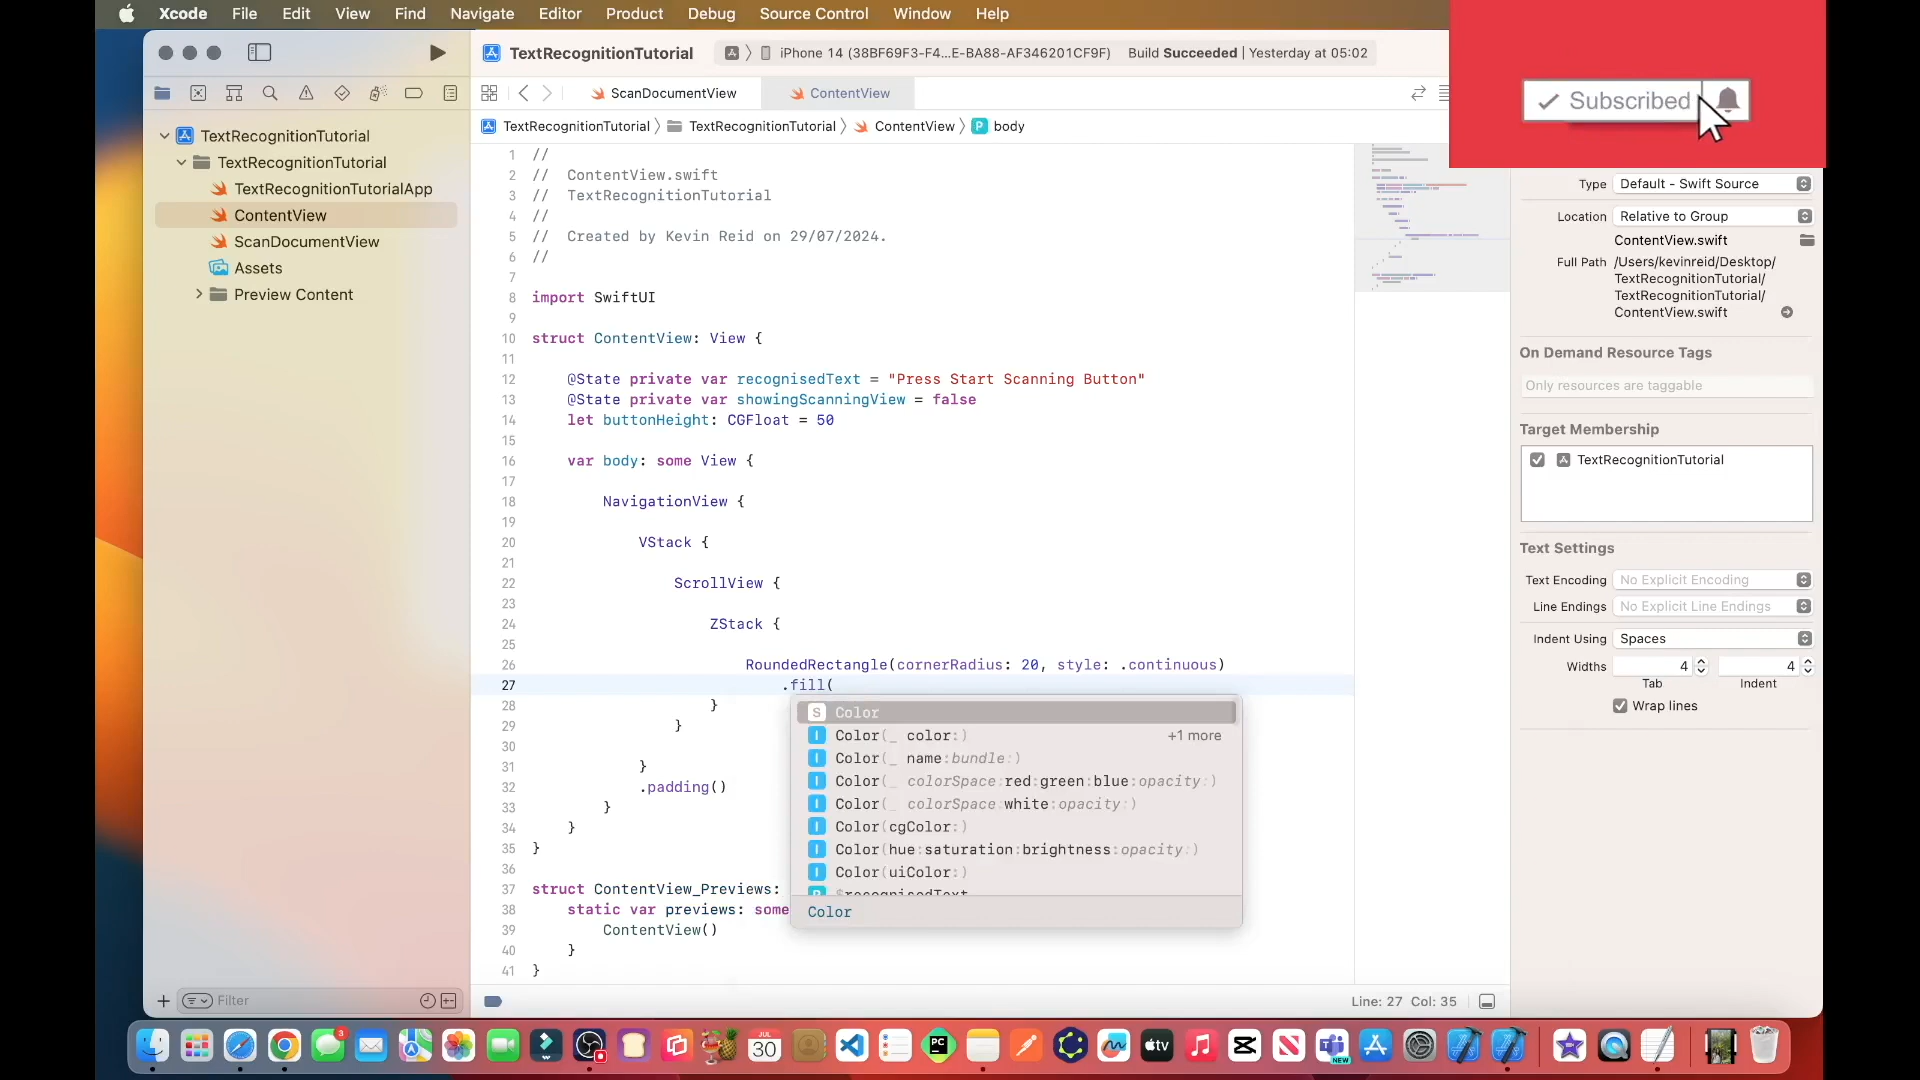 Xcode File Edit View Find Navigate Editor Product Debug Source Control Window Help
Subscribed
TextRecognitionTutorial
iPhone 14 (38BF69F3-F4...E-BA88-AF346201CF9F)
Build Succeeded | Yesterday at 05:02
ScanDocumentView
ContentView
TextRecognitionTutorial
TextRecognitionTutorial
ContentView
body
TextRecognitionTutorial
TextRecognitionTutorial
TextRecognitionTutorialApp
ContentView
ScanDocumentView
Assets
Preview Content
Filter
1 //
2 //  ContentView.swift
3 //  TextRecognitionTutorial
4 //
5 //  Created by Kevin Reid on 29/07/2024.
6 //
7
8 import SwiftUI
9
10 struct ContentView: View {
11
12 @State private var recognisedText = "Press Start Scanning Button"
13 @State private var showingScanningView = false
14 let buttonHeight: CGFloat = 50
15
16 var body: some View {
17
18 NavigationView {
19
20 VStack {
21
22 ScrollView {
23
24 ZStack {
25
26 RoundedRectangle(cornerRadius: 20, style: .continuous)
27 .fill(
28 }
29 }
30
31 }
32 .padding()
33 }
34 }
35 }
36
37 struct ContentView_Previews:
38 static var previews: some
39 ContentView()
40 }
41 }
S Color
I Color(_ color:) +1 more
I Color(_ name:bundle:)
I Color(_ colorSpace:red:green:blue:opacity:)
I Color(_ colorSpace:white:opacity:)
I Color(cgColor:)
I Color(hue:saturation:brightness:opacity:)
I Color(uiColor:)
P $recognisedText
Color
Line: 27 Col: 35
Type Default - Swift Source
Location Relative to Group
ContentView.swift
Full Path /Users/kevinreid/Desktop/
TextRecognitionTutorial/
TextRecognitionTutorial/
ContentView.swift
On Demand Resource Tags
Only resources are taggable
Target Membership
TextRecognitionTutorial
Text Settings
Text Encoding No Explicit Encoding
Line Endings No Explicit Line Endings
Indent Using Spaces
Widths 4 4
Tab Indent
Wrap lines
3
JUL
30
PC
tv
NEW